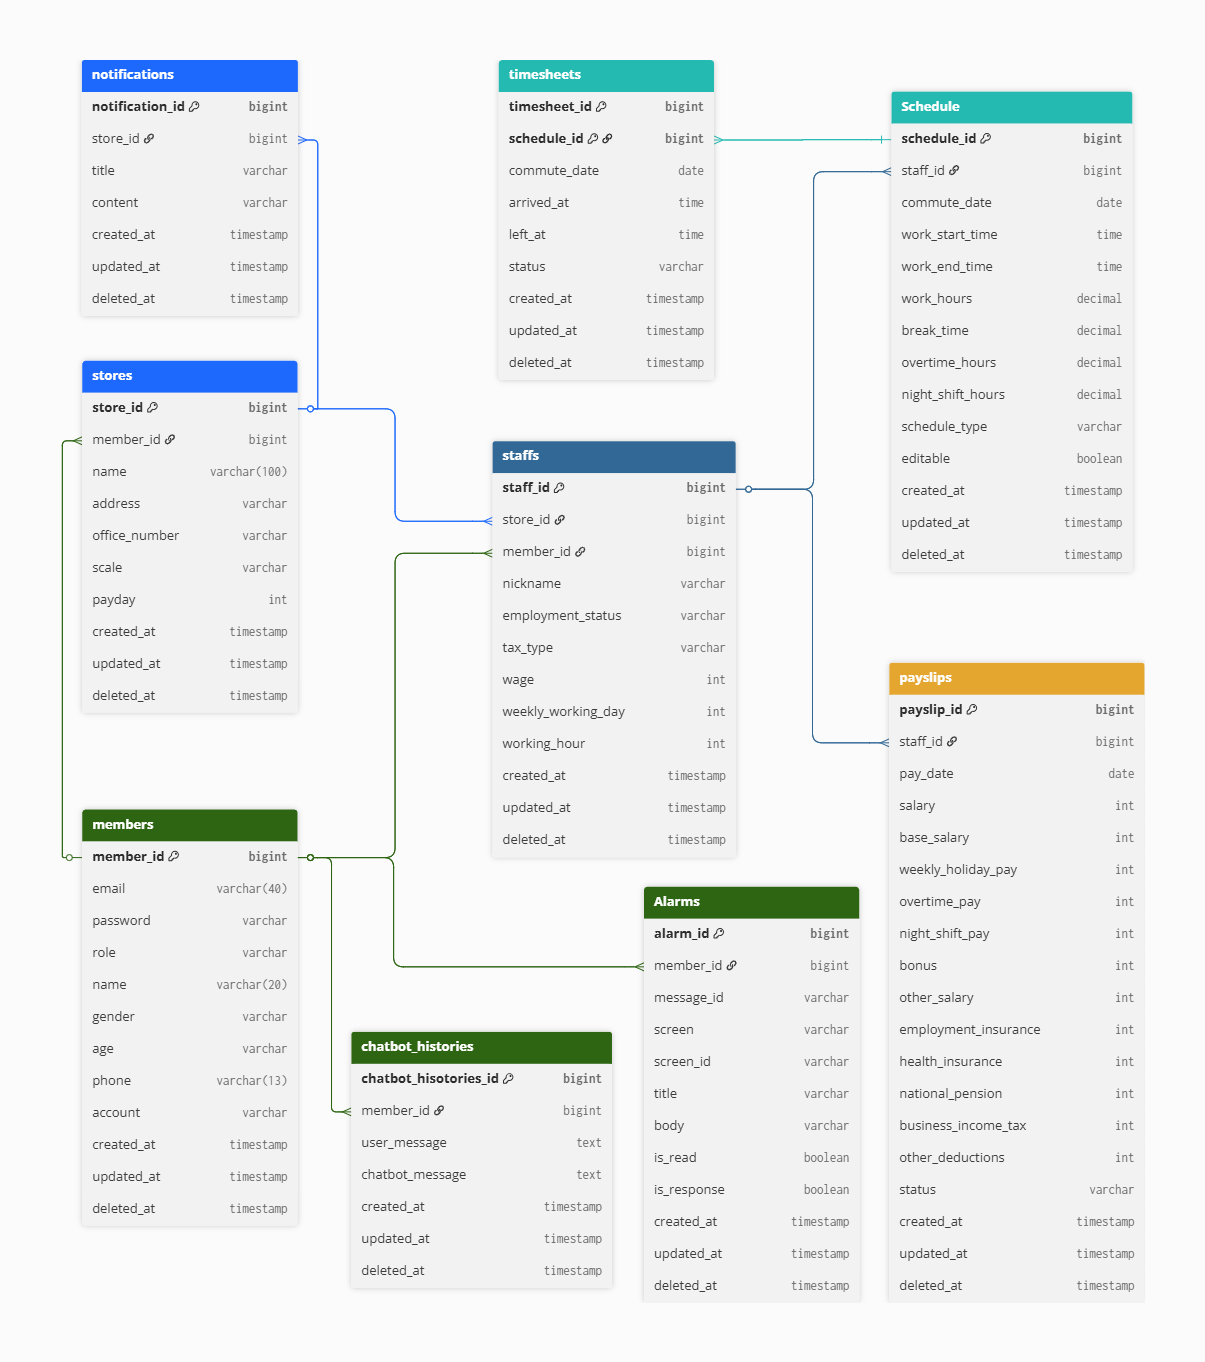 notifications
notification_id bigint
store_id bigint
title varchar
content varchar
created_at timestamp
updated_at timestamp
deleted_at timestamp
timesheets
timesheet_id bigint
schedule_id bigint
commute_date date
arrived_at time
left_at time
status varchar
created_at timestamp
updated_at timestamp
deleted_at timestamp
Schedule
schedule_id bigint
staff_id bigint
commute_date date
work_start_time time
work_end_time time
work_hours decimal
break_time decimal
overtime_hours decimal
night_shift_hours decimal
schedule_type varchar
editable boolean
created_at timestamp
updated_at timestamp
deleted_at timestamp
stores
store_id bigint
member_id bigint
name varchar(100)
address varchar
office_number varchar
scale varchar
payday int
created_at timestamp
updated_at timestamp
deleted_at timestamp
staffs
staff_id bigint
store_id bigint
member_id bigint
nickname varchar
employment_status varchar
tax_type varchar
wage int
weekly_working_day int
working_hour int
created_at timestamp
updated_at timestamp
deleted_at timestamp
payslips
payslip_id bigint
staff_id bigint
pay_date date
salary int
base_salary int
weekly_holiday_pay int
overtime_pay int
night_shift_pay int
bonus int
other_salary int
employment_insurance int
health_insurance int
national_pension int
business_income_tax int
other_deductions int
status varchar
created_at timestamp
updated_at timestamp
deleted_at timestamp
members
member_id bigint
email varchar(40)
password varchar
role varchar
name varchar(20)
gender varchar
age varchar
phone varchar(13)
account varchar
created_at timestamp
updated_at timestamp
deleted_at timestamp
Alarms
alarm_id bigint
member_id bigint
message_id varchar
screen varchar
screen_id varchar
title varchar
body varchar
is_read boolean
is_response boolean
created_at timestamp
updated_at timestamp
deleted_at timestamp
chatbot_histories
chatbot_hisotories_id bigint
member_id bigint
user_message text
chatbot_message text
created_at timestamp
updated_at timestamp
deleted_at timestamp